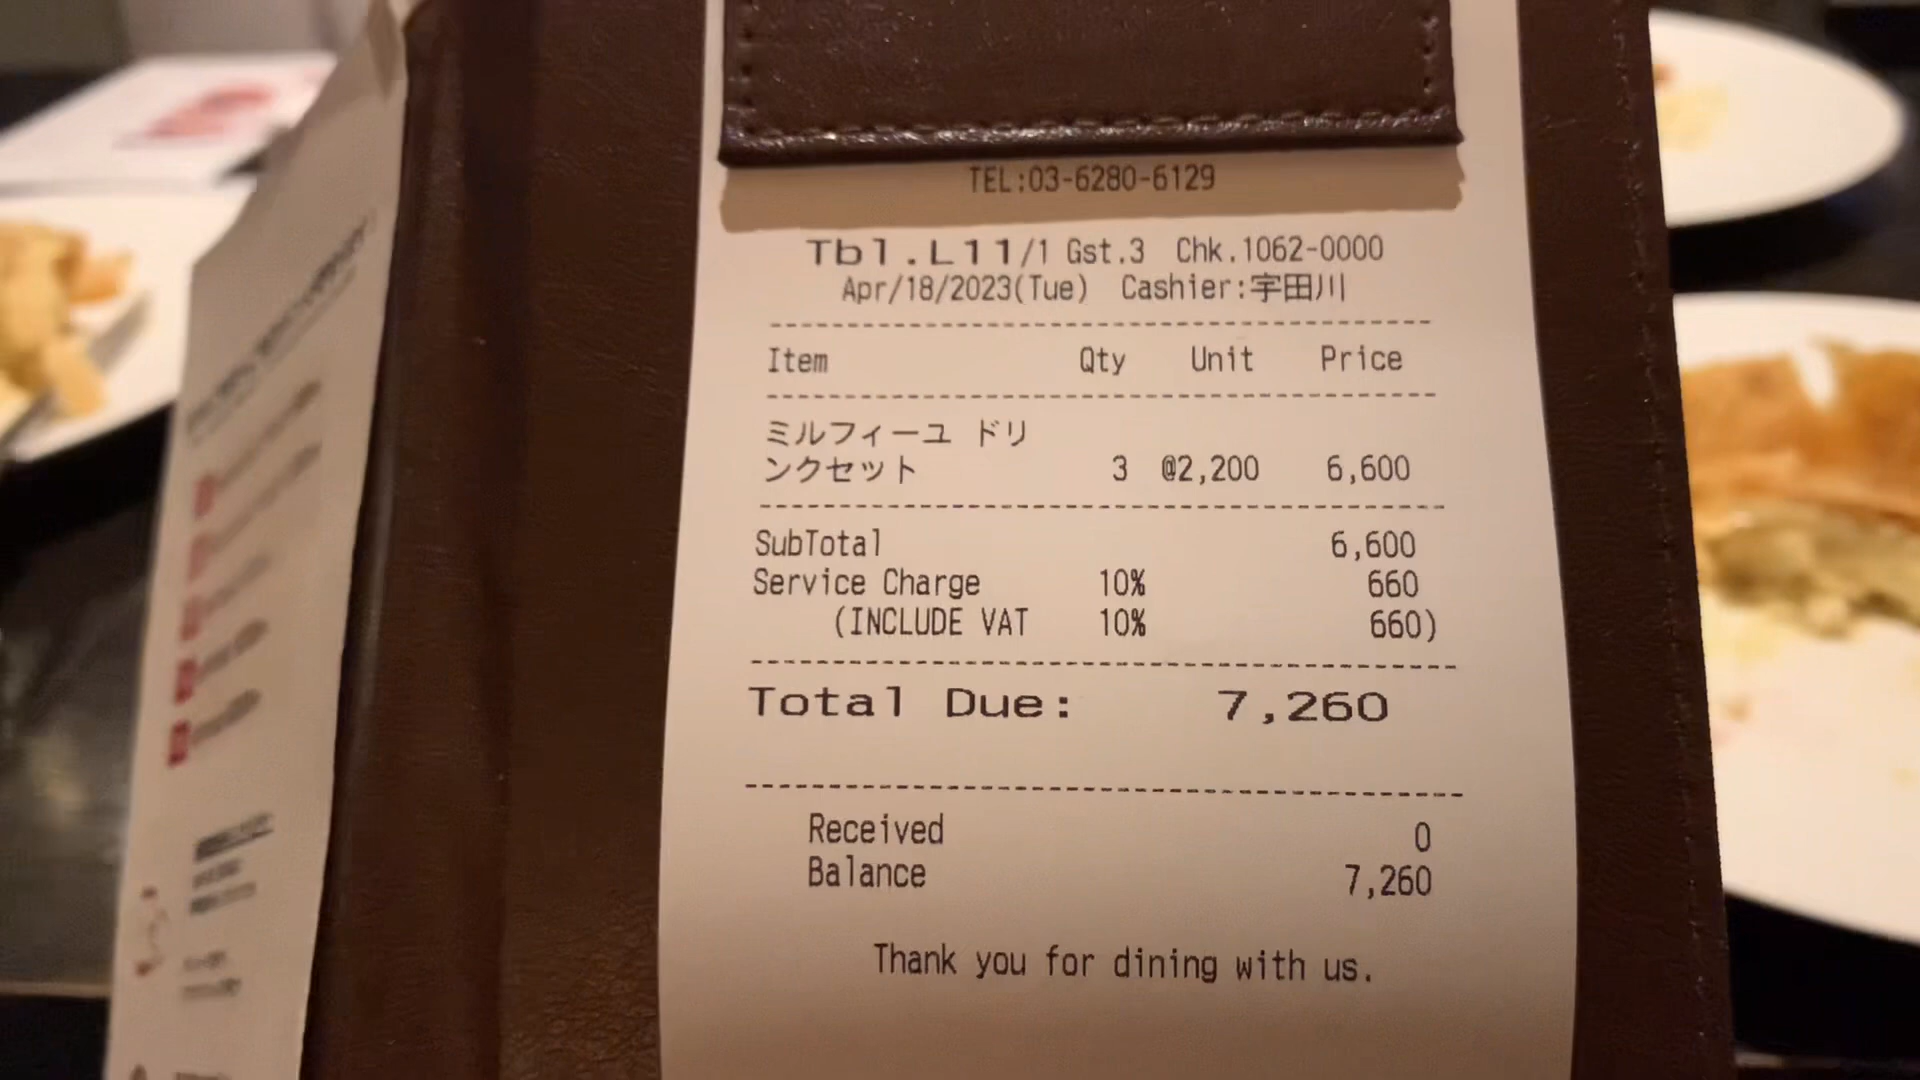 TEL:03-6280-6129
Tbl.L11/1 Gst.3 Chk.1062-0000
Apr/18/2023(Tue) Cashier:宇田川
Item Qty Unit Price
ミルフィーユ ドリ
ンクセット 3 @2,200 6,600
SubTotal 6,600
Service Charge 10% 660
(INCLUDE VAT 10% 660)
Total Due: 7,260
Received 0
Balance 7,260
Thank you for dining with us.